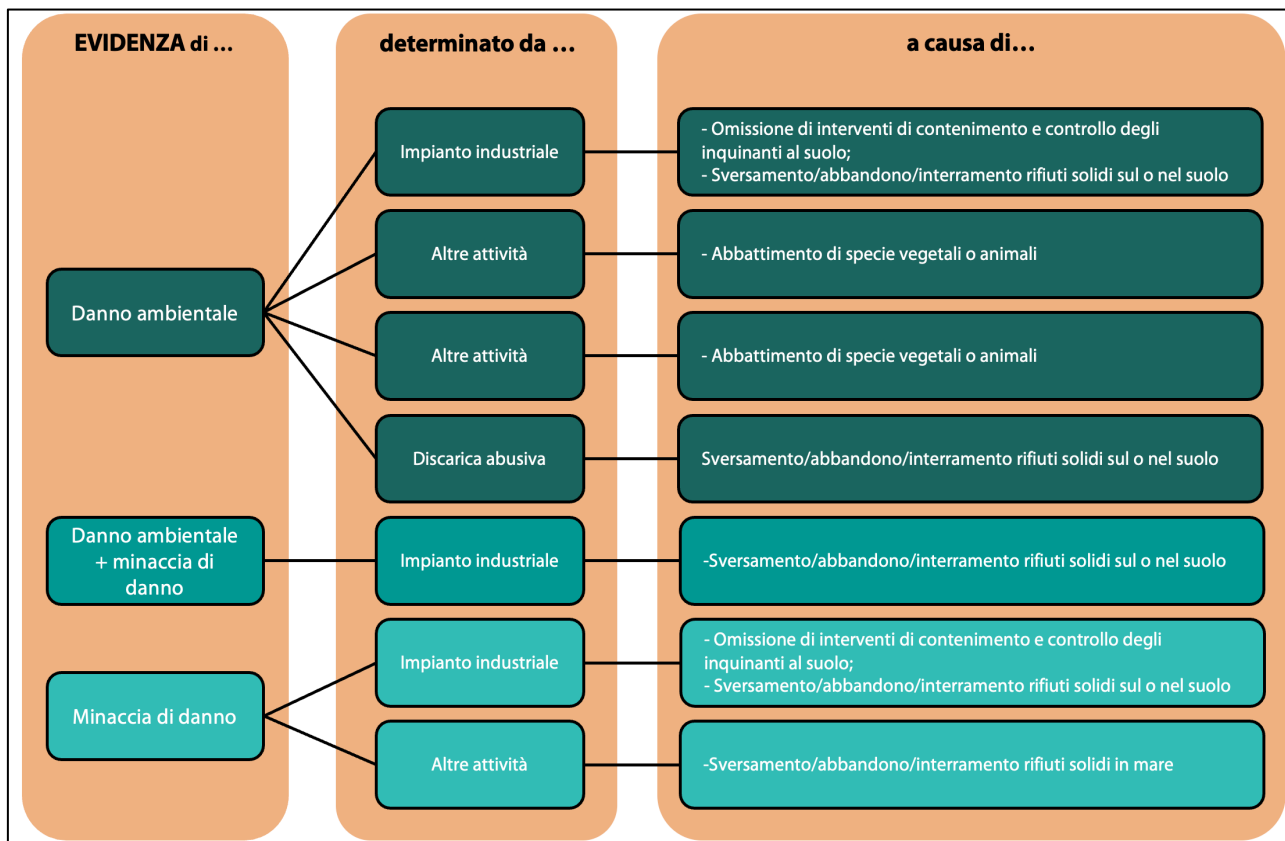 EVIDENZA di ...
determinato da ...
a causa di...
Danno ambientale
Impianto industriale
- Omissione di interventi di contenimento e controllo degli
inquinanti al suolo;
- Sversamento/abbandono/interramento rifiuti solidi sul o nel suolo
Altre attività
- Abbattimento di specie vegetali o animali
Altre attività
- Abbattimento di specie vegetali o animali
Discarica abusiva
Sversamento/abbandono/interramento rifiuti solidi sul o nel suolo
Danno ambientale
+ minaccia di
danno
Impianto industriale
-Sversamento/abbandono/interramento rifiuti solidi sul o nel suolo
Minaccia di danno
Impianto industriale
- Omissione di interventi di contenimento e controllo degli
inquinanti al suolo;
- Sversamento/abbandono/interramento rifiuti solidi sul o nel suolo
Altre attività
-Sversamento/abbandono/interramento rifiuti solidi in mare